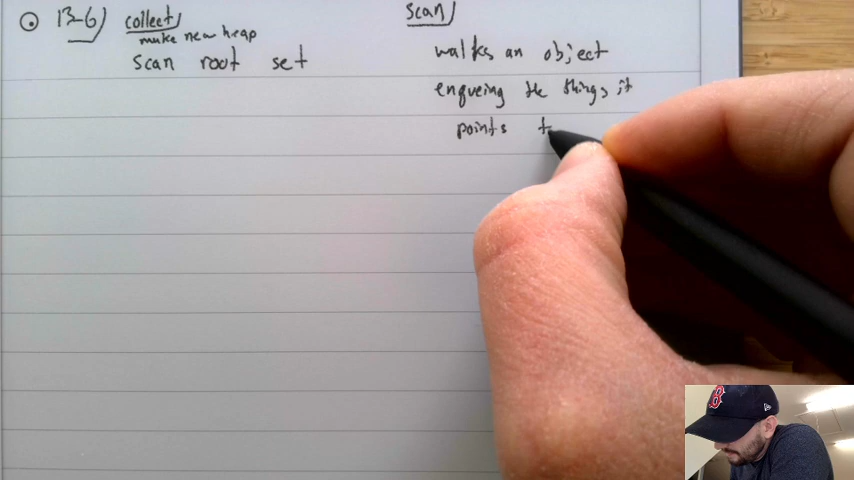 13-6) collect/
make new heap
scan root set
scan/
walks an object
enqueing the things it
points t
B